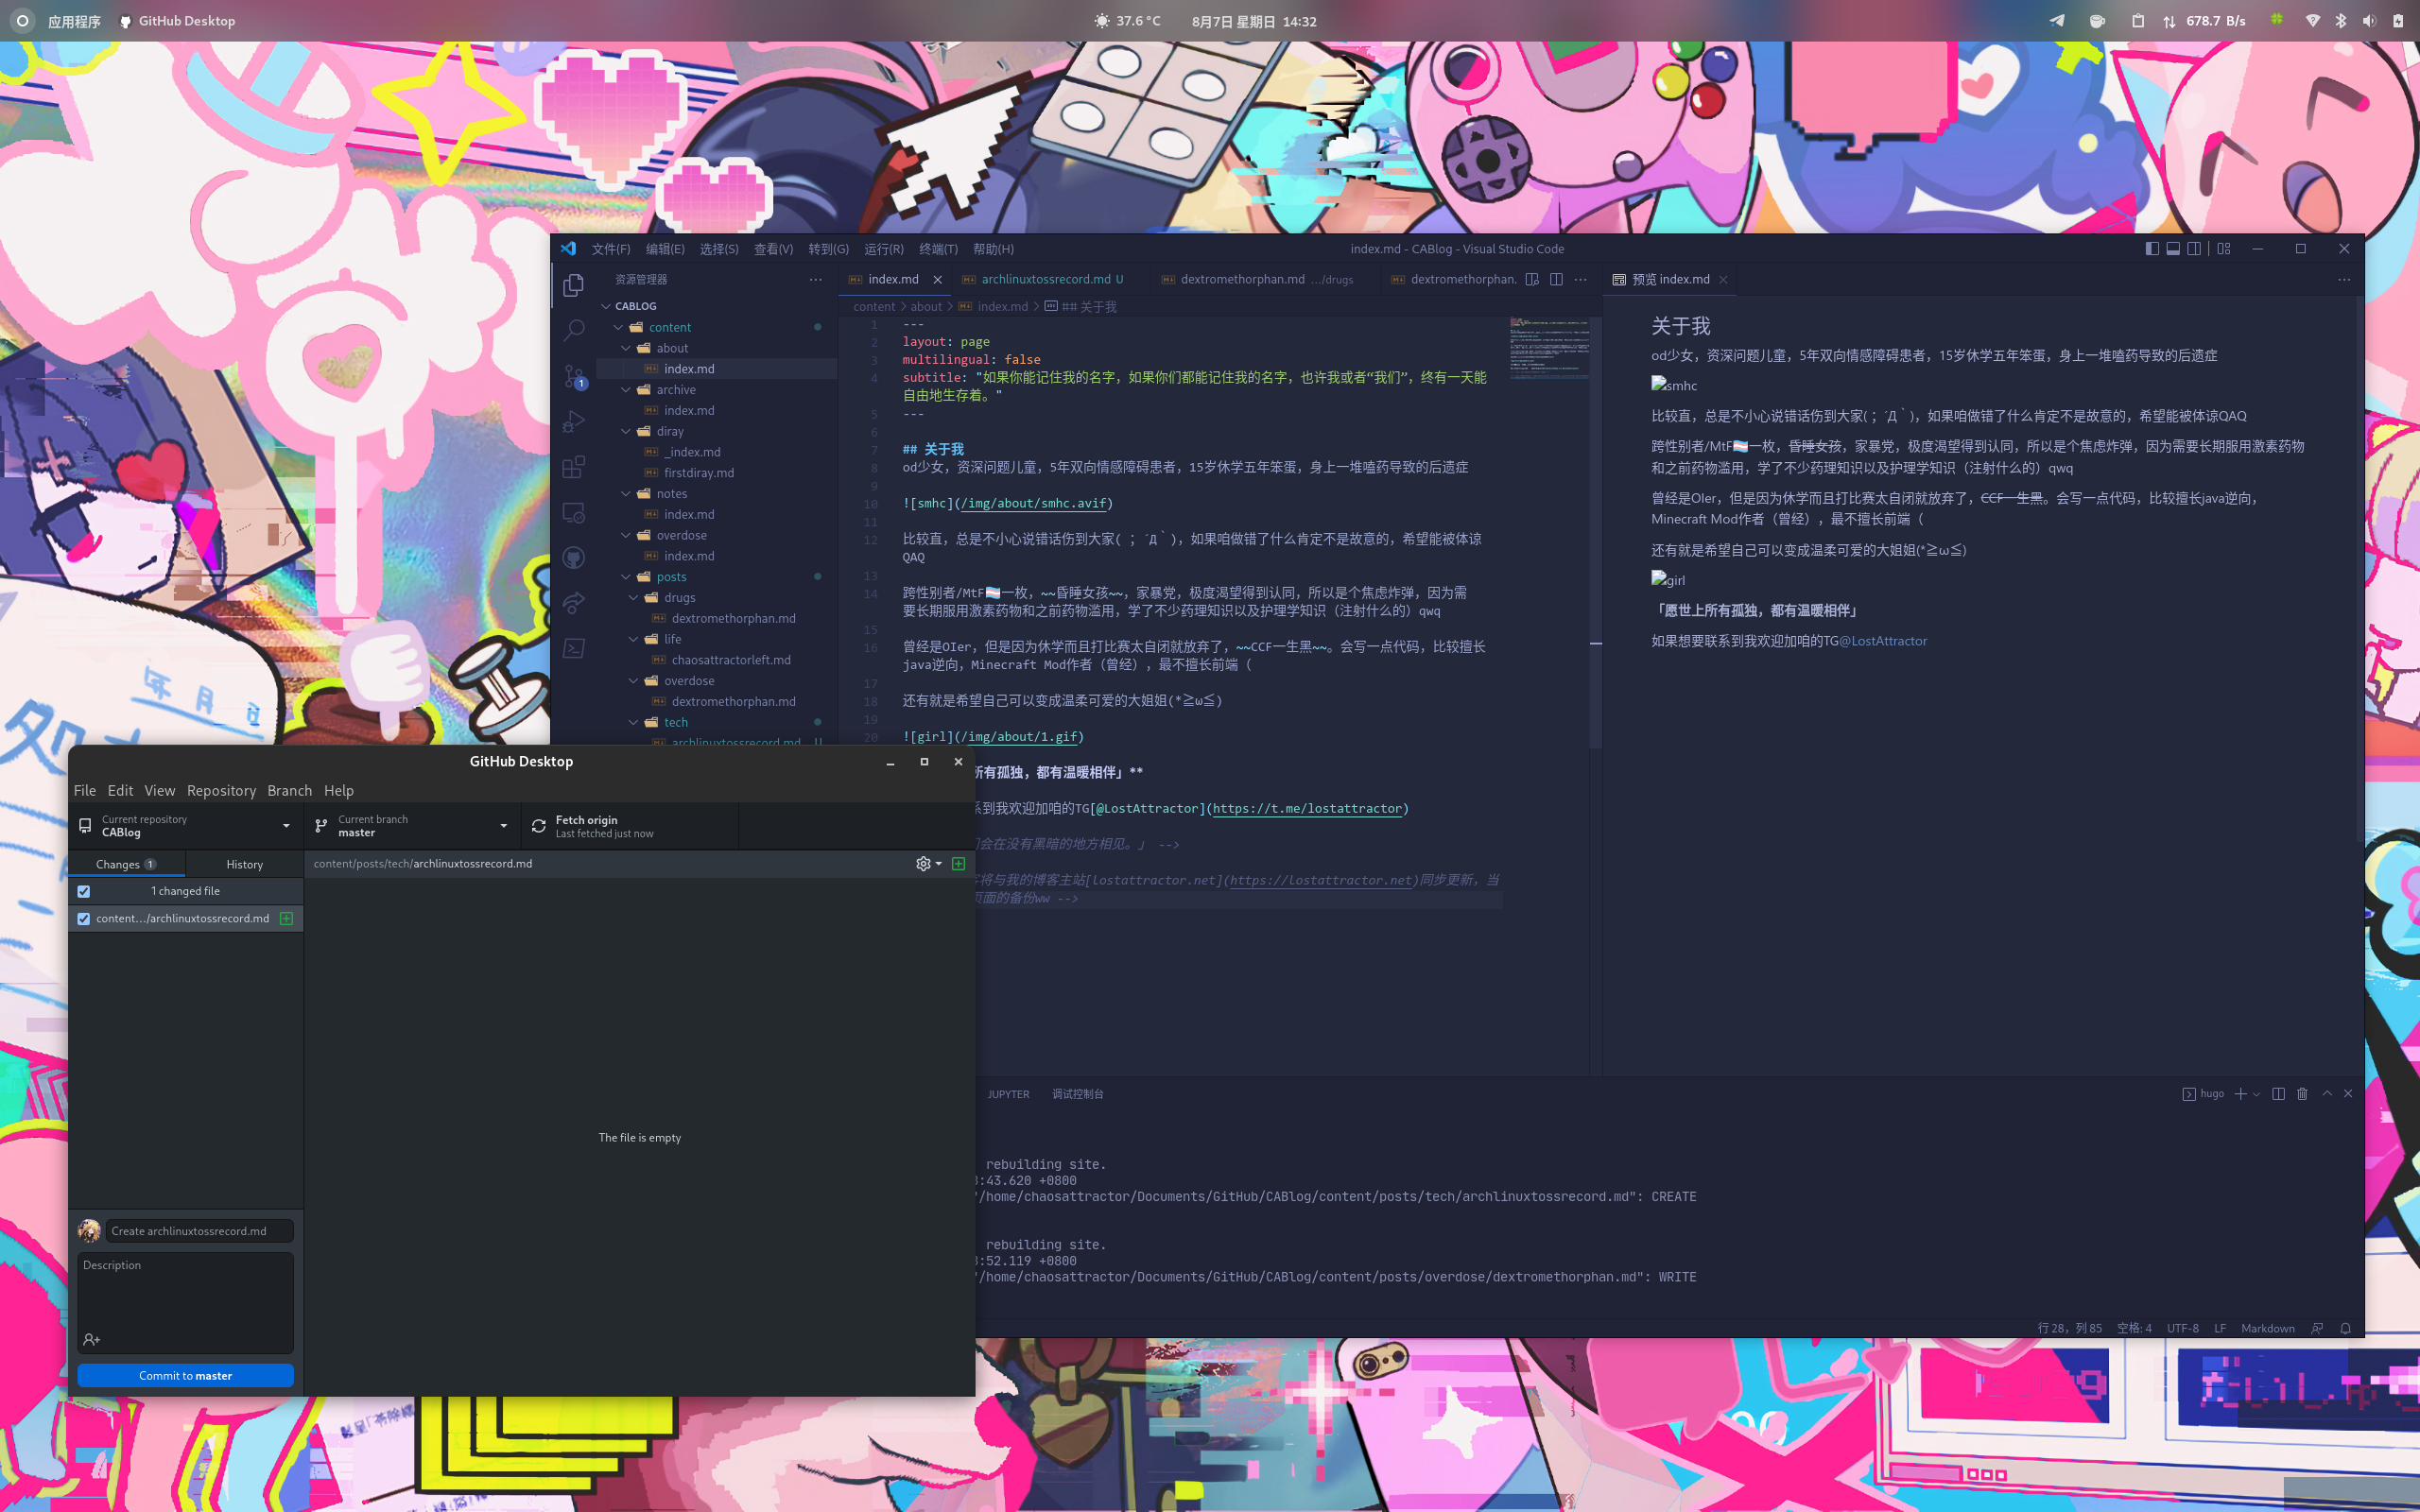 应用程序 GitHub Desktop
37.6 °C 8月7日 星期日 14:32
678.7 B/s
文件(F) 编辑(E) 选择(S) 查看(V) 转到(G) 运行(R) 终端(T) 帮助(H)
index.md - CABlog - Visual Studio Code
资源管理器
CABLOG
content
about
index.md
archive
index.md
diray
_index.md
firstdiray.md
notes
index.md
overdose
index.md
posts
drugs
dextromethorphan.md
life
chaosattractorleft.md
overdose
dextromethorphan.md
tech
archlinuxtossrecord.md U
1
index.md
archlinuxtossrecord.md U
dextromethorphan.md .../drugs
dextromethorphan.
content > about > index.md > ## 关于我
1 ---
2 layout: page
3 multilingual: false
4 subtitle: "如果你能记住我的名字，如果你们都能记住我的名字，也许我或者“我们”，终有一天能
自由地生存着。"
5 ---
6
7 ## 关于我
8 od少女，资深问题儿童，5年双向情感障碍患者，15岁休学五年笨蛋，身上一堆嗑药导致的后遗症
9
10 ![smhc](/img/about/smhc.avif)
11
12 比较直，总是不小心说错话伤到大家( ; ´Д｀)，如果咱做错了什么肯定不是故意的，希望能被体谅
QAQ
13
14 跨性别者/MtF🏳️‍⚧️一枚，~~昏睡女孩~~，家暴党，极度渴望得到认同，所以是个焦虑炸弹，因为需
要长期服用激素药物和之前药物滥用，学了不少药理知识以及护理学知识（注射什么的）qwq
15
16 曾经是OIer，但是因为休学而且打比赛太自闭就放弃了，~~CCF一生黑~~。会写一点代码，比较擅长
java逆向，Minecraft Mod作者（曾经），最不擅长前端（
17
18 还有就是希望自己可以变成温柔可爱的大姐姐(*≧ω≦)
19
20 ![girl](/img/about/1.gif)
所有孤独，都有温暖相伴」**
系到我欢迎加咱的TG[@LostAttractor](https://t.me/lostattractor)
会在没有黑暗的地方相见。」 -->
将与我的博客主站[lostattractor.net](https://lostattractor.net)同步更新，当
页面的备份ww -->
预览 index.md
关于我
od少女，资深问题儿童，5年双向情感障碍患者，15岁休学五年笨蛋，身上一堆嗑药导致的后遗症
smhc
比较直，总是不小心说错话伤到大家( ; ´Д｀)，如果咱做错了什么肯定不是故意的，希望能被体谅QAQ
跨性别者/MtF🏳️‍⚧️一枚，昏睡女孩，家暴党，极度渴望得到认同，所以是个焦虑炸弹，因为需要长期服用激素药物
和之前药物滥用，学了不少药理知识以及护理学知识（注射什么的）qwq
曾经是OIer，但是因为休学而且打比赛太自闭就放弃了，CCF一生黑。会写一点代码，比较擅长java逆向，
Minecraft Mod作者（曾经），最不擅长前端（
还有就是希望自己可以变成温柔可爱的大姐姐(*≧ω≦)
girl
「愿世上所有孤独，都有温暖相伴」
如果想要联系到我欢迎加咱的TG@LostAttractor
JUPYTER 调试控制台
hugo
rebuilding site.
:43.620 +0800
"/home/chaosattractor/Documents/GitHub/CABlog/content/posts/tech/archlinuxtossrecord.md": CREATE
rebuilding site.
:52.119 +0800
"/home/chaosattractor/Documents/GitHub/CABlog/content/posts/overdose/dextromethorphan.md": WRITE
行 28，列 85 空格: 4 UTF-8 LF Markdown
GitHub Desktop
File Edit View Repository Branch Help
Current repository
CABlog
Current branch
master
Fetch origin
Last fetched just now
Changes 1
History
content/posts/tech/archlinuxtossrecord.md
1 changed file
content.../archlinuxtossrecord.md
The file is empty
Create archlinuxtossrecord.md
Description
Commit to master
年 月 日